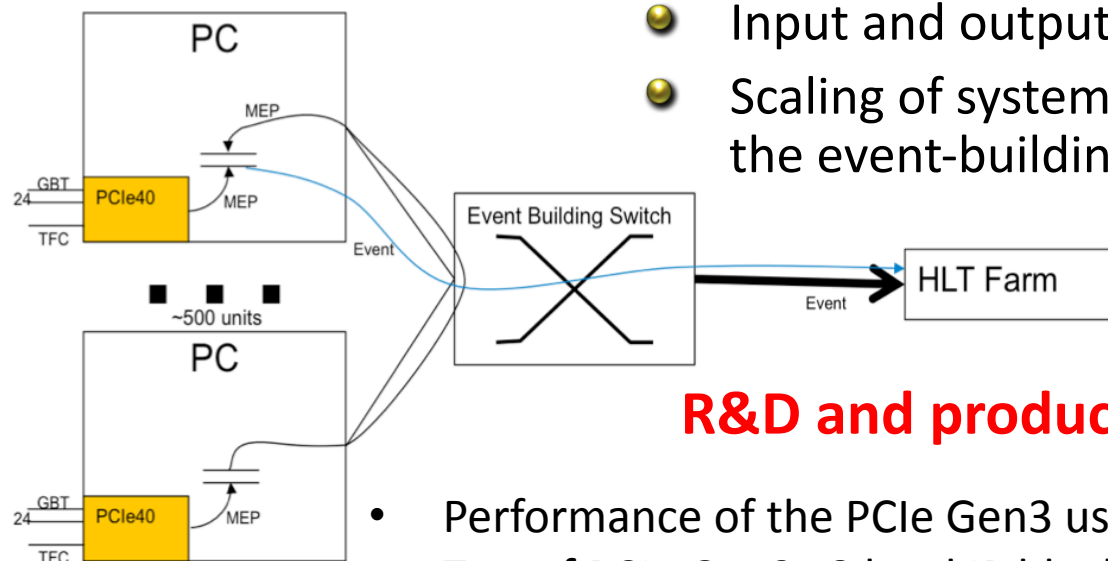 PC
MEP
GBT
24
PCIe40
MEP
TFC
Event
~500 units
PC
GBT
24
PCIe40
MEP
TFC
Event Building Switch
Event
HLT Farm
Input and output
Scaling of system
the event-buildin
R&D and produc
• Performance of the PCIe Gen3 us